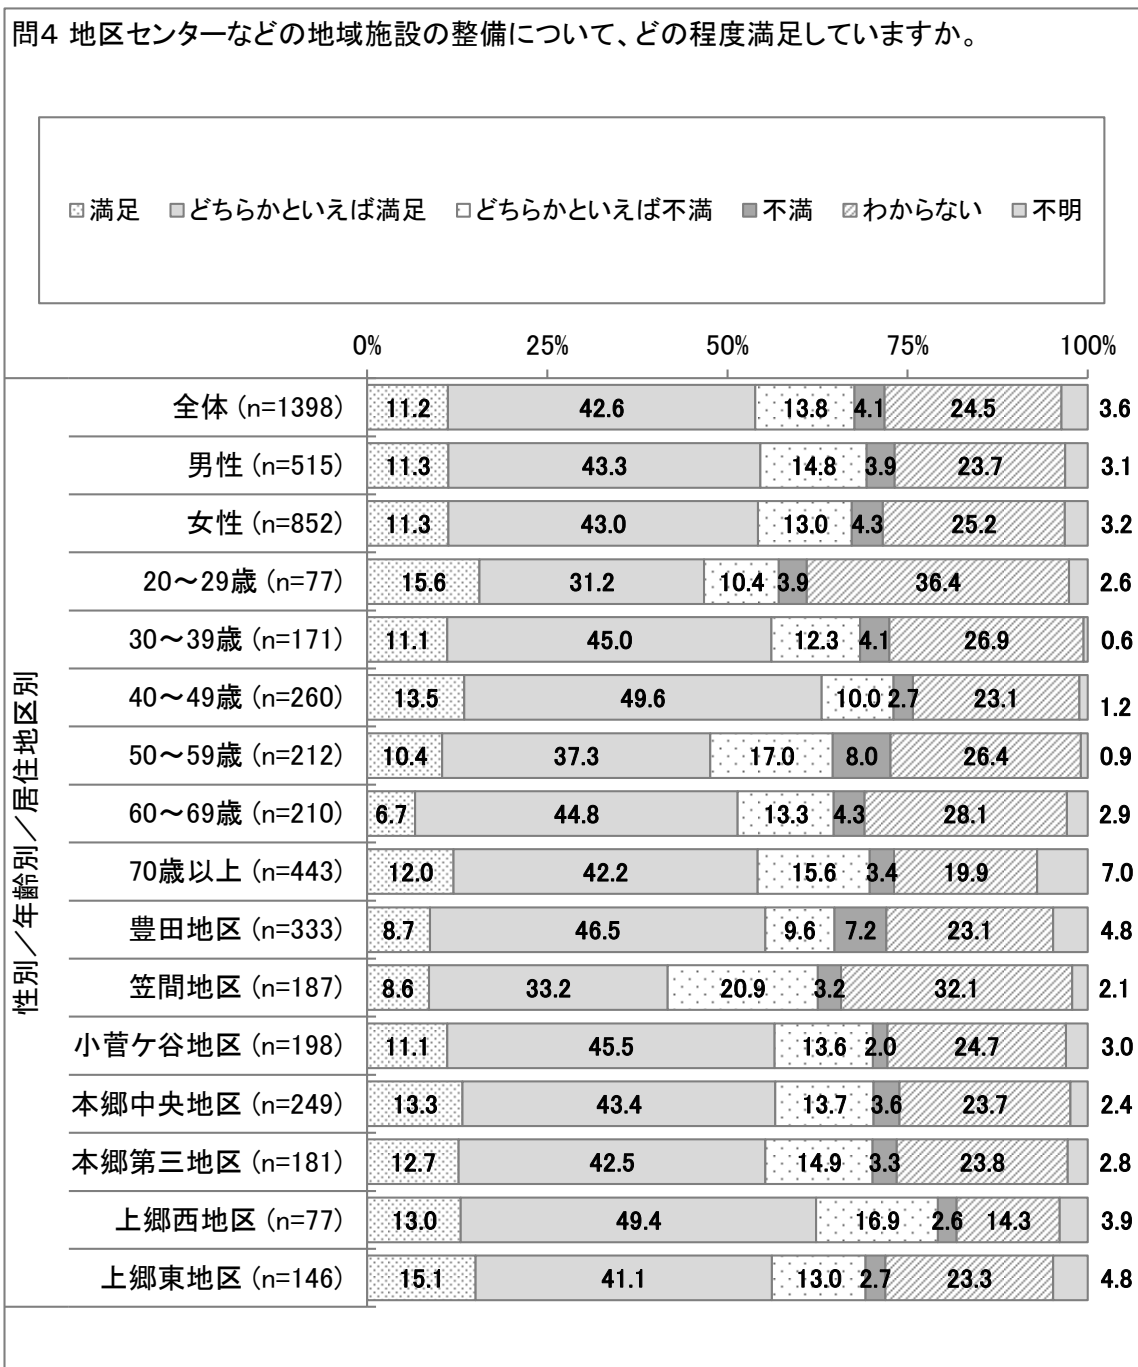 問4 地区センターなどの地域施設の整備について、どの程度満足していますか。
満足 どちらかといえば満足 どちらかといえば不満 不満 わからない 不明
0% 25% 50% 75% 100%
性別／年齢別／居住地区別
全体 (n=1398) 11.2 42.6 13.8 4.1 24.5 3.6
男性 (n=515) 11.3 43.3 14.8 3.9 23.7 3.1
女性 (n=852) 11.3 43.0 13.0 4.3 25.2 3.2
20～29歳 (n=77) 15.6 31.2 10.4 3.9 36.4 2.6
30～39歳 (n=171) 11.1 45.0 12.3 4.1 26.9 0.6
40～49歳 (n=260) 13.5 49.6 10.0 2.7 23.1 1.2
50～59歳 (n=212) 10.4 37.3 17.0 8.0 26.4 0.9
60～69歳 (n=210) 6.7 44.8 13.3 4.3 28.1 2.9
70歳以上 (n=443) 12.0 42.2 15.6 3.4 19.9 7.0
豊田地区 (n=333) 8.7 46.5 9.6 7.2 23.1 4.8
笠間地区 (n=187) 8.6 33.2 20.9 3.2 32.1 2.1
小菅ケ谷地区 (n=198) 11.1 45.5 13.6 2.0 24.7 3.0
本郷中央地区 (n=249) 13.3 43.4 13.7 3.6 23.7 2.4
本郷第三地区 (n=181) 12.7 42.5 14.9 3.3 23.8 2.8
上郷西地区 (n=77) 13.0 49.4 16.9 2.6 14.3 3.9
上郷東地区 (n=146) 15.1 41.1 13.0 2.7 23.3 4.8